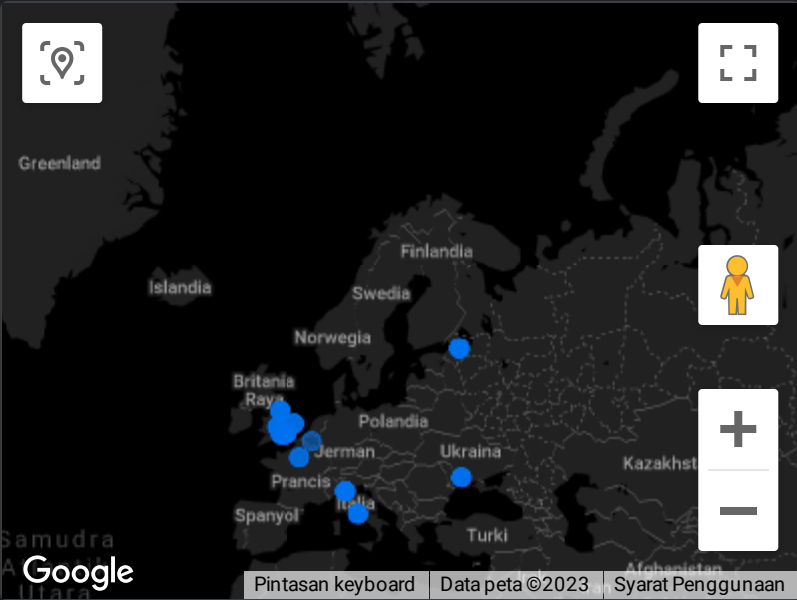 Greenland
Finlandia
Islandia
Swedia
Norwegia
Britania
Raya
Polandia
Jerman
Ukraina
Kazakhst
Prancis
Italia
Spanyol
Turki
Samudra
Utara
Afghanistan
Google
Pintasan keyboard
Data peta ©2023
Syarat Penggunaan